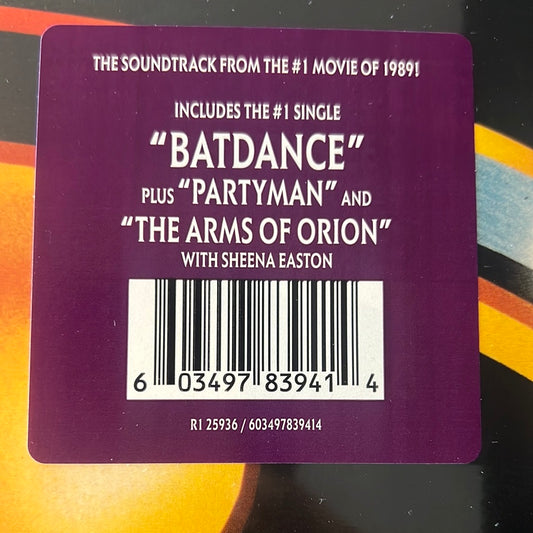 THE SOUNDTRACK FROM THE #1 MOVIE OF 1989!
INCLUDES THE #1 SINGLE
“BATDANCE”
PLUS “PARTYMAN” AND
“THE ARMS OF ORION”
WITH SHEENA EASTON
6 03497 83941 4
R1 25936 / 603497839414